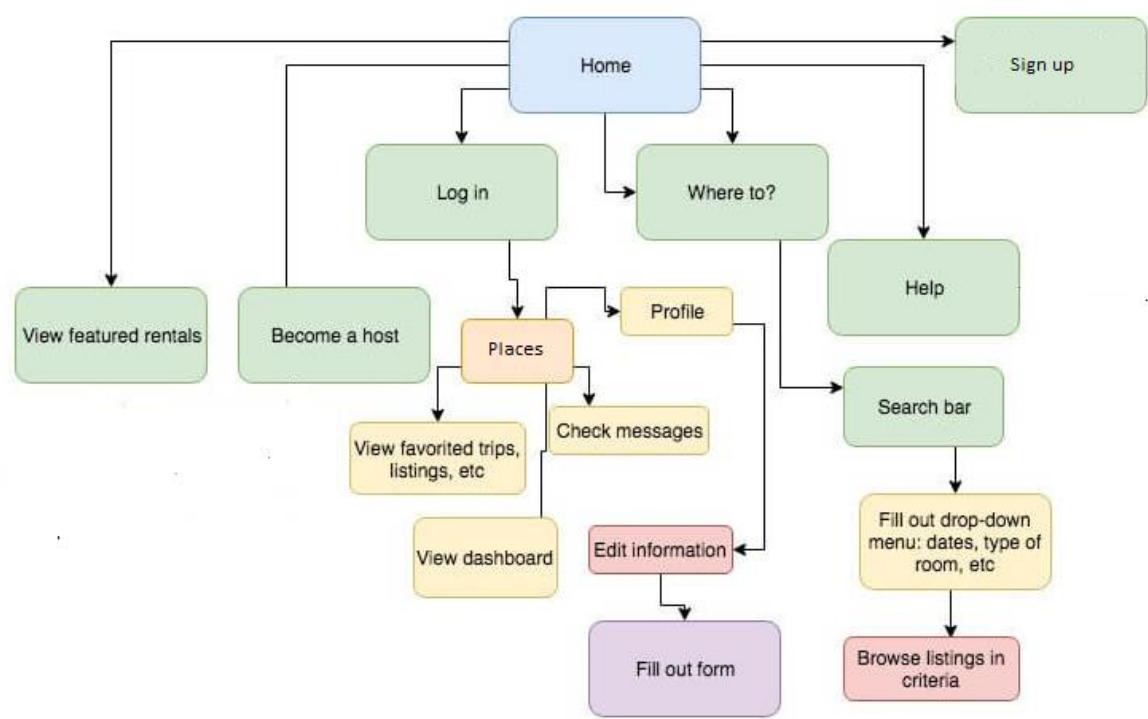 Home
Sign up
Log in
Where to?
Help
View featured rentals
Become a host
Profile
Places
Search bar
Check messages
View favorited trips,
listings, etc
View dashboard
Edit information
Fill out drop-down
menu: dates, type of
room, etc
Fill out form
Browse listings in
criteria